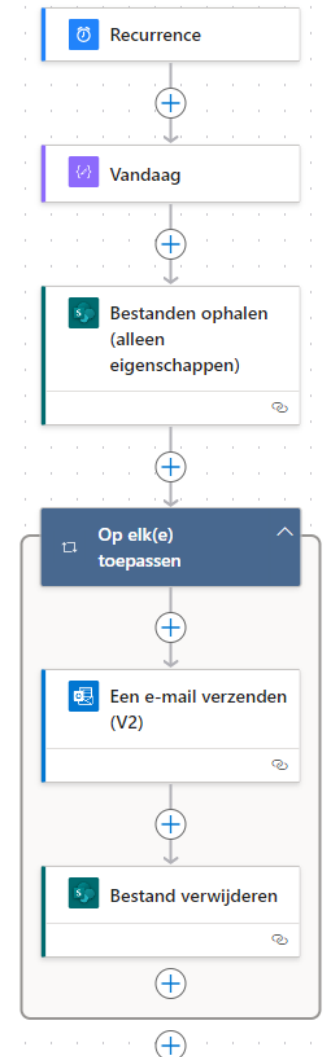 Recurrence
Vandaag
Bestanden ophalen
(alleen
eigenschappen)
Op elk(e)
toepassen
Een e-mail verzenden
(V2)
Bestand verwijderen